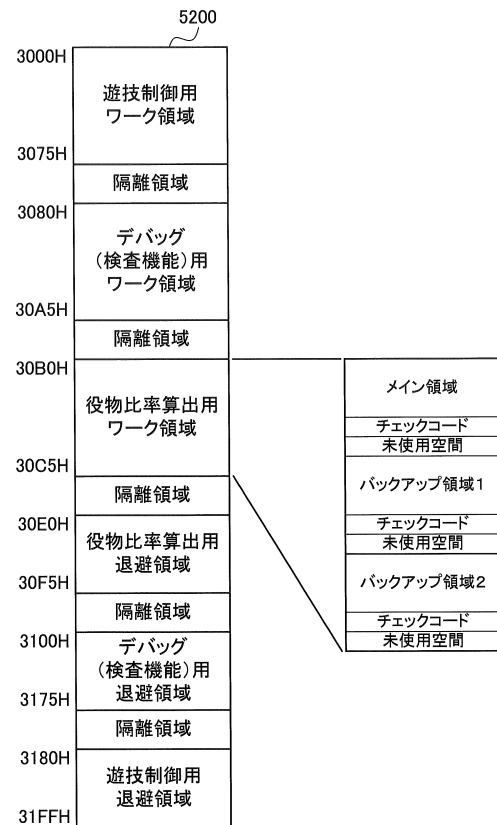 5200
3000H
遊技制御用
ワーク領域
3075H
隔離領域
3080H
デバッグ
(検査機能)用
ワーク領域
30A5H
隔離領域
30B0H
役物比率算出用
ワーク領域
30C5H
隔離領域
30E0H
役物比率算出用
退避領域
30F5H
隔離領域
3100H
デバッグ
(検査機能)用
退避領域
3175H
隔離領域
3180H
遊技制御用
退避領域
31FFH
メイン領域
チェックコード
未使用空間
バックアップ領域1
チェックコード
未使用空間
バックアップ領域2
チェックコード
未使用空間